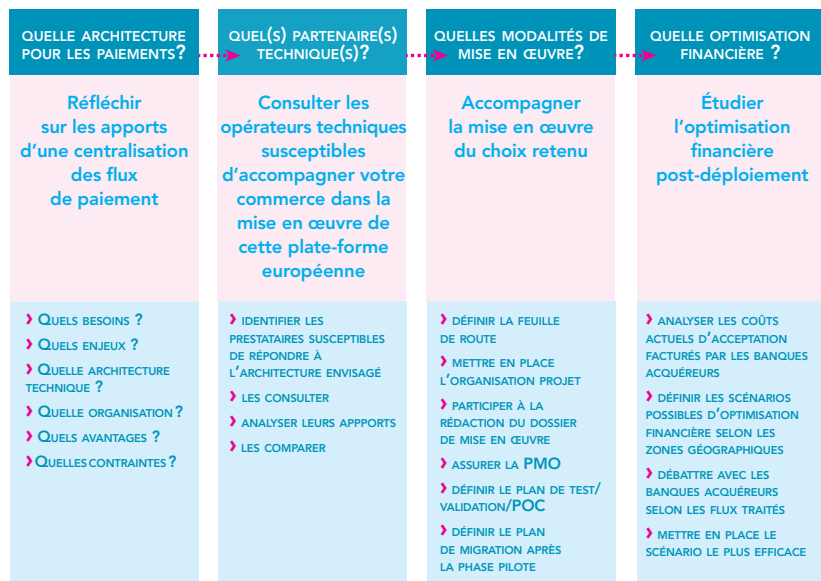 QUELLE ARCHITECTURE
POUR LES PAIEMENTS?
Réfléchir
sur les apports
d'une centralisation
des flux
de paiement
› QUELS BESOINS ?
› QUELS ENJEUX ?
› QUELLE ARCHITECTURE
TECHNIQUE ?
› QUELLE ORGANISATION ?
› QUELS AVANTAGES ?
› QUELLES CONTRAINTES ?
QUEL(S) PARTENAIRE(S)
TECHNIQUE(S)?
Consulter les
opérateurs techniques
susceptibles
d'accompagner votre
commerce dans la
mise en œuvre de
cette plate-forme
européenne
› IDENTIFIER LES
PRESTATAIRES SUSCEPTIBLES
DE RÉPONDRE À
L'ARCHITECTURE ENVISAGÉ
› LES CONSULTER
› ANALYSER LEURS APPPORTS
› LES COMPARER
QUELLES MODALITÉS DE
MISE EN ŒUVRE?
Accompagner
la mise en œuvre
du choix retenu
› DÉFINIR LA FEUILLE
DE ROUTE
› METTRE EN PLACE
L'ORGANISATION PROJET
› PARTICIPER À LA
RÉDACTION DU DOSSIER
DE MISE EN ŒUVRE
› ASSURER LA PMO
› DÉFINIR LE PLAN DE TEST/
VALIDATION/POC
› DÉFINIR LE PLAN
DE MIGRATION APRÈS
LA PHASE PILOTE
QUELLE OPTIMISATION
FINANCIÈRE ?
Étudier
l'optimisation
financière
post-déploiement
› ANALYSER LES COÛTS
ACTUELS D'ACCEPTATION
FACTURÉS PAR LES BANQUES
ACQUÉREURS
› DÉFINIR LES SCÉNARIOS
POSSIBLES D'OPTIMISATION
FINANCIÈRE SELON LES
ZONES GÉOGRAPHIQUES
› DÉBATTRE AVEC LES
BANQUES ACQUÉREURS
SELON LES FLUX TRAITÉS
› METTRE EN PLACE LE
SCÉNARIO LE PLUS EFFICACE